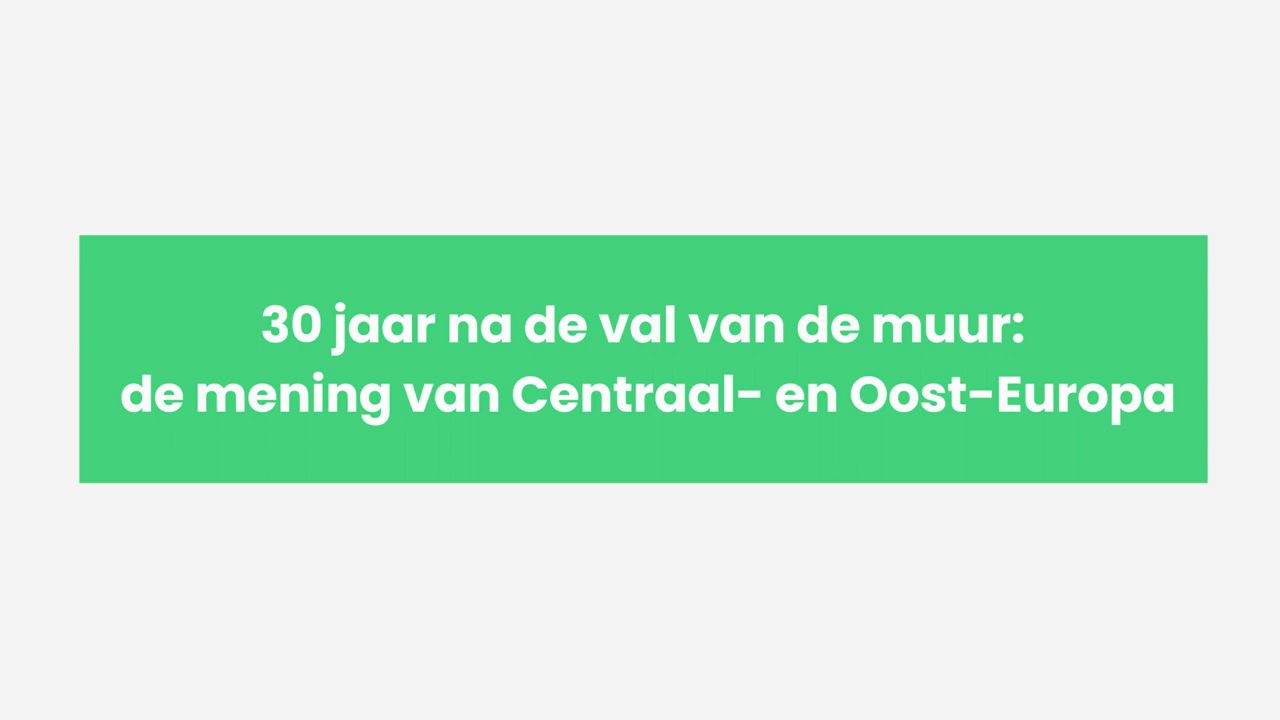 30 jaar na de val van de muur:
de mening van Centraal- en Oost-Europa